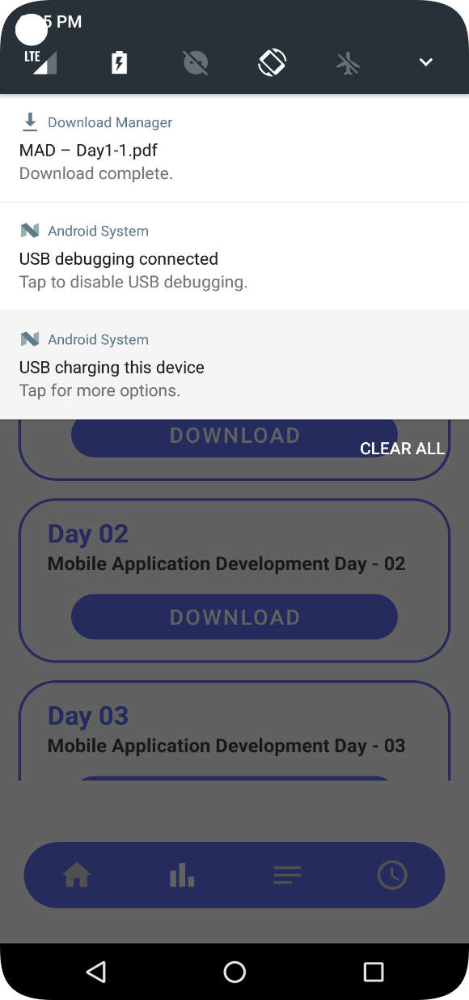 5 PM
LTE
Download Manager
MAD – Day1-1.pdf
Download complete.
Android System
USB debugging connected
Tap to disable USB debugging.
Android System
USB charging this device
Tap for more options.
DOWNLOAD
CLEAR ALL
Day 02
Mobile Application Development Day - 02
DOWNLOAD
Day 03
Mobile Application Development Day - 03